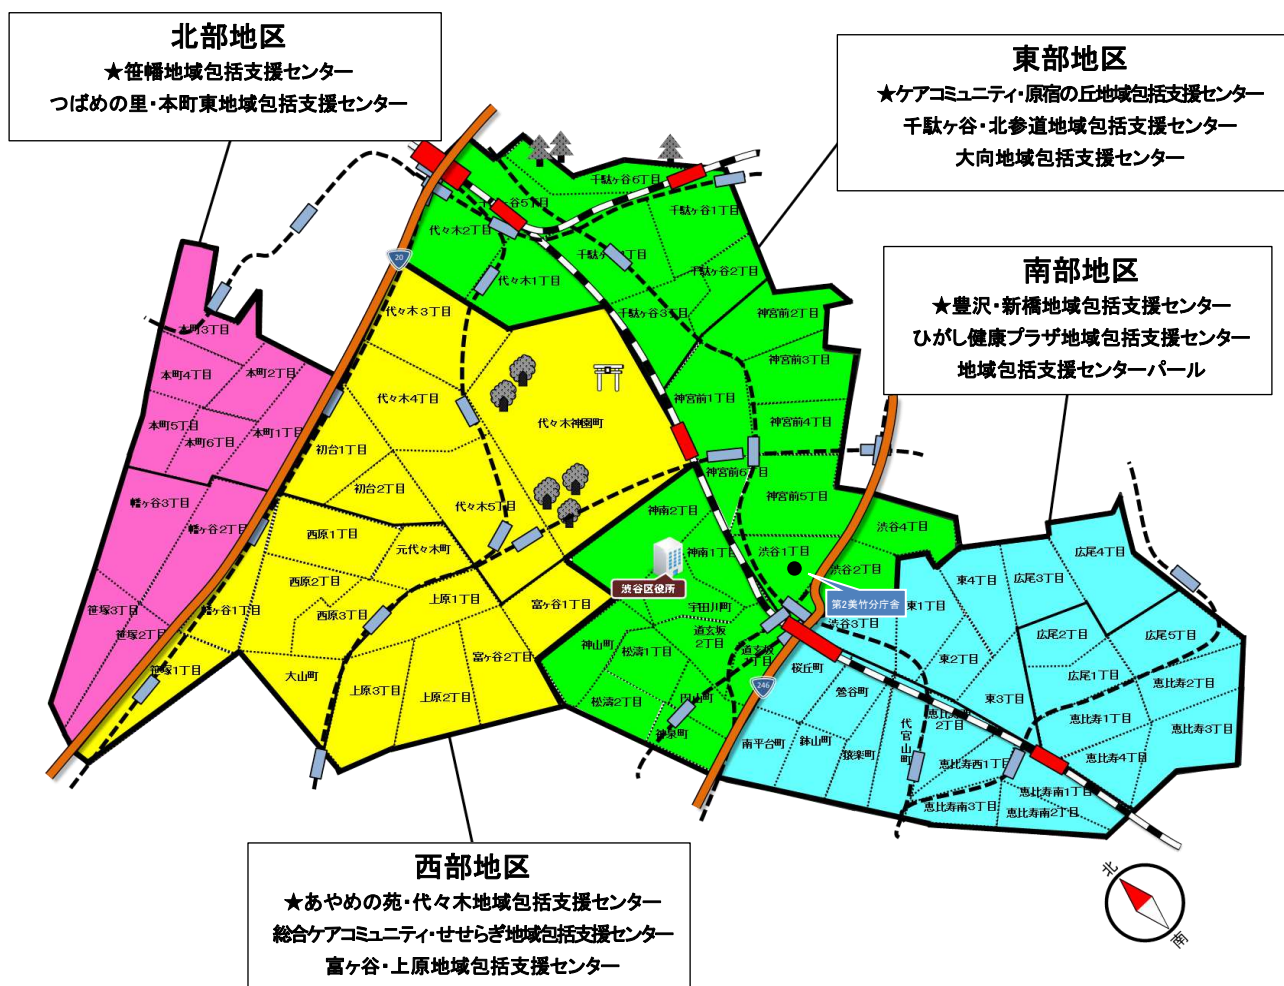 北部地区
★笹幡地域包括支援センター
つばめの里・本町東地域包括支援センター
東部地区
★ケアコミュニティ・原宿の丘地域包括支援センター
千駄ヶ谷・北参道地域包括支援センター
大向地域包括支援センター
南部地区
★豊沢・新橋地域包括支援センター
ひがし健康プラザ地域包括支援センター
地域包括支援センターパール
千駄ヶ谷6丁目
千駄ヶ谷1丁目
代々木2丁目
代々木1丁目
千駄ヶ谷2丁目
千駄ヶ谷3丁目
20
代々木3丁目
神宮前2丁目
本町3丁目
神宮前3丁目
本町4丁目
本町2丁目
代々木4丁目
神宮前1丁目
代々木神園町
神宮前4丁目
本町5丁目
本町6丁目
本町1丁目
初台1丁目
初台2丁目
神宮前5丁目
幡ヶ谷3丁目
幡ヶ谷2丁目
代々木5丁目
神南2丁目
渋谷4丁目
西原1丁目
元代々木町
神南1丁目
渋谷1丁目
渋谷2丁目
広尾4丁目
西原2丁目
渋谷区役所
東4丁目
広尾3丁目
笹塚3丁目
幡ヶ谷1丁目
西原3丁目
上原1丁目
富ヶ谷1丁目
宇田川町
第2美竹分庁舎
東1丁目
笹塚2丁目
神山町
松濤1丁目
道玄坂
2丁目
渋谷3丁目
広尾2丁目
広尾5丁目
笹塚1丁目
大山町
富ヶ谷2丁目
桜丘町
東2丁目
広尾1丁目
上原3丁目
上原2丁目
松濤2丁目
円山町
246
鶯谷町
東3丁目
恵比寿2丁目
恵比寿1丁目
恵比寿3丁目
神泉町
南平台町
鉢山町
猿楽町
代官山町
恵比寿西1丁目
恵比寿4丁目
恵比寿南1丁目
恵比寿南3丁目
恵比寿南2丁目
西部地区
★あやめの苑・代々木地域包括支援センター
総合ケアコミュニティ・せせらぎ地域包括支援センター
富ヶ谷・上原地域包括支援センター
北
南